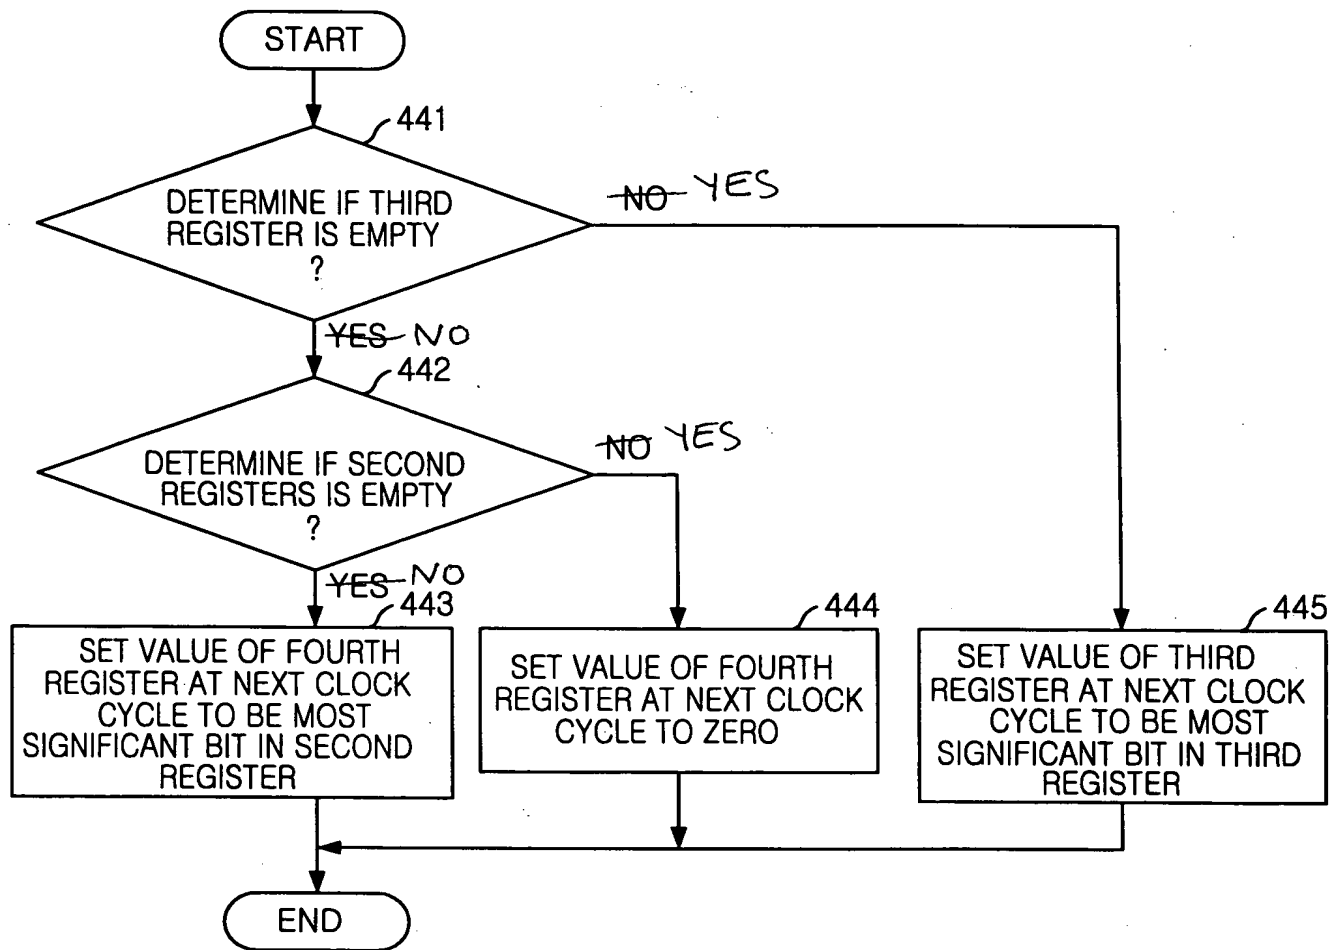 START
441
DETERMINE IF THIRD
REGISTER IS EMPTY
?
NO YES
YES NO
442
DETERMINE IF SECOND
REGISTERS IS EMPTY
?
NO YES
YES NO
443
SET VALUE OF FOURTH
REGISTER AT NEXT CLOCK
CYCLE TO BE MOST
SIGNIFICANT BIT IN SECOND
REGISTER
444
SET VALUE OF FOURTH
REGISTER AT NEXT CLOCK
CYCLE TO ZERO
445
SET VALUE OF THIRD
REGISTER AT NEXT CLOCK
CYCLE TO BE MOST
SIGNIFICANT BIT IN THIRD
REGISTER
END